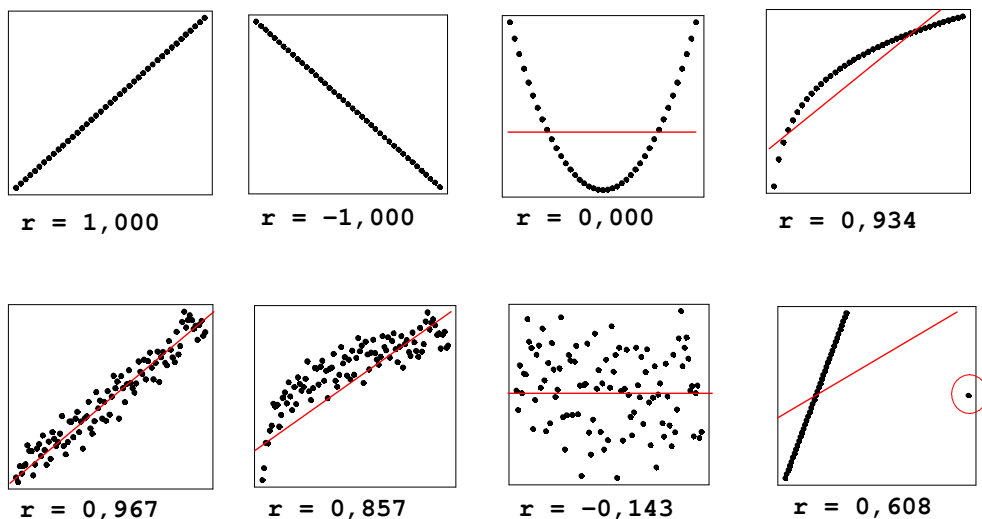 r = 1,000
r = −1,000
r = 0,000
r = 0,934
r = 0,967
r = 0,857
r = −0,143
r = 0,608